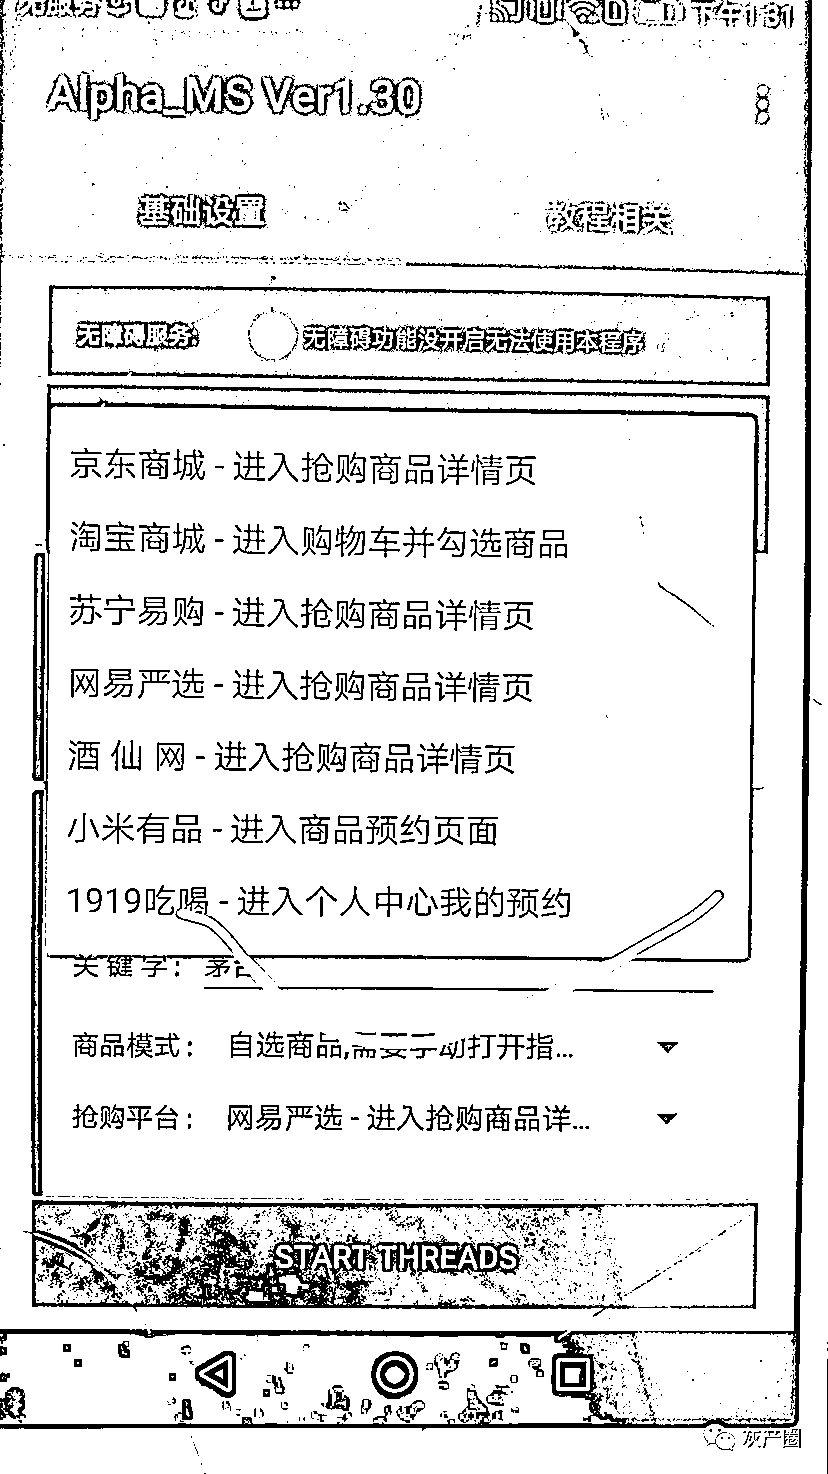 下午1:31
Alpha_MS Ver1.30
基础设置 教程相关
无障碍服务: 无障碍功能没开启无法使用本程序
京东商城 - 进入抢购商品详情页
淘宝商城 - 进入购物车并勾选商品
苏宁易购 - 进入抢购商品详情页
网易严选 - 进入抢购商品详情页
酒 仙 网 - 进入抢购商品详情页
小米有品 - 进入商品预约页面
1919吃喝 - 进入个人中心我的预约
关 键 字： 茅台
商品模式： 自选商品,需要手动打开指...
抢购平台： 网易严选 - 进入抢购商品详...
START THREADS
灰产圈